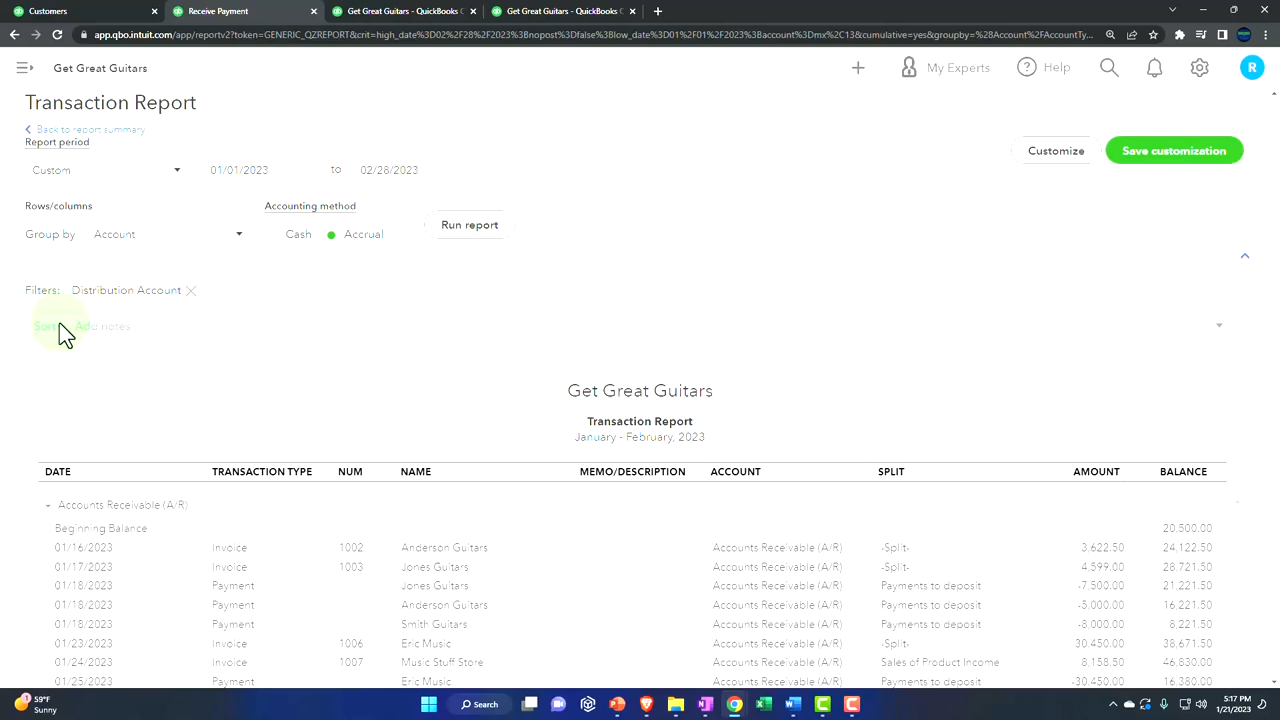 Customers
Receive Payment
Get Great Guitars - QuickBooks C
Get Great Guitars - QuickBooks C
app.qbo.intuit.com/app/reportv2?token=GENERIC_QZREPORT&crit=high_date%3D02%2F28%2F2023%3Bnopost%3Dfalse%3Blow_date%3D01%2F01%2F2023%3Baccount%3Dmx%2C13&cumulative=yes&groupby=%28Account%2CAccountTy...
Get Great Guitars
My Experts
Help
R
Transaction Report
Back to report summary
Report period
Custom 01/01/2023 to 02/28/2023
Customize
Save customization
Rows/columns
Accounting method
Group by Account
Cash Accrual
Run report
Filters: Distribution Account
Sort Add notes
Get Great Guitars
Transaction Report
January - February, 2023
DATE TRANSACTION TYPE NUM NAME MEMO/DESCRIPTION ACCOUNT SPLIT AMOUNT BALANCE
Accounts Receivable (A/R)
Beginning Balance 20,500.00
01/16/2023 Invoice 1002 Anderson Guitars Accounts Receivable (A/R) -Split- 3,622.50 24,122.50
01/17/2023 Invoice 1003 Jones Guitars Accounts Receivable (A/R) -Split- 4,599.00 28,721.50
01/18/2023 Payment Jones Guitars Accounts Receivable (A/R) Payments to deposit -7,500.00 21,221.50
01/18/2023 Payment Anderson Guitars Accounts Receivable (A/R) Payments to deposit -5,000.00 16,221.50
01/18/2023 Payment Smith Guitars Accounts Receivable (A/R) Payments to deposit -8,000.00 8,221.50
01/23/2023 Invoice 1006 Eric Music Accounts Receivable (A/R) -Split- 30,450.00 38,671.50
01/24/2023 Invoice 1007 Music Stuff Store Accounts Receivable (A/R) Sales of Product Income 8,158.50 46,830.00
01/25/2023 Payment Eric Music Accounts Receivable (A/R) Payments to deposit -30,450.00 16,380.00
59°F
Sunny
Search
5:17 PM
1/21/2023